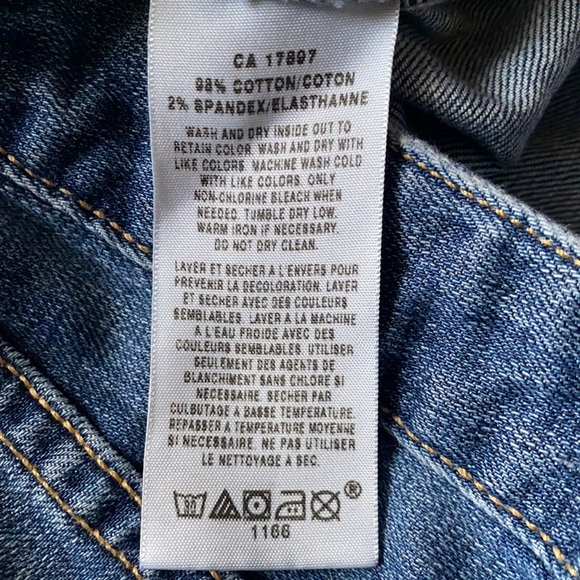 CA 17897
98% COTTON/COTON
2% SPANDEX/ELASTHANNE
WASH AND DRY INSIDE OUT TO
RETAIN COLOR. WASH AND DRY WITH
LIKE COLORS. MACHINE WASH COLD
WITH LIKE COLORS. ONLY
NON-CHLORINE BLEACH WHEN
NEEDED. TUMBLE DRY LOW.
WARM IRON IF NECESSARY.
DO NOT DRY CLEAN.
LAVER ET SECHER A L'ENVERS POUR
PREVENIR LA DECOLORATION. LAVER
ET SECHER AVEC DES COULEURS
SEMBLABLES. LAVER A LA MACHINE
A L'EAU FROIDE AVEC DES
COULEURS SEMBLABLES. UTILISER
SEULEMENT DES AGENTS DE
BLANCHIMENT SANS CHLORE SI
NECESSAIRE. SECHER PAR
CULBUTAGE A BASSE TEMPERATURE.
REPASSER A TEMPERATURE MOYENNE
SI NECESSAIRE. NE PAS UTILISER
LE NETTOYAGE A SEC.
30 ®
1166